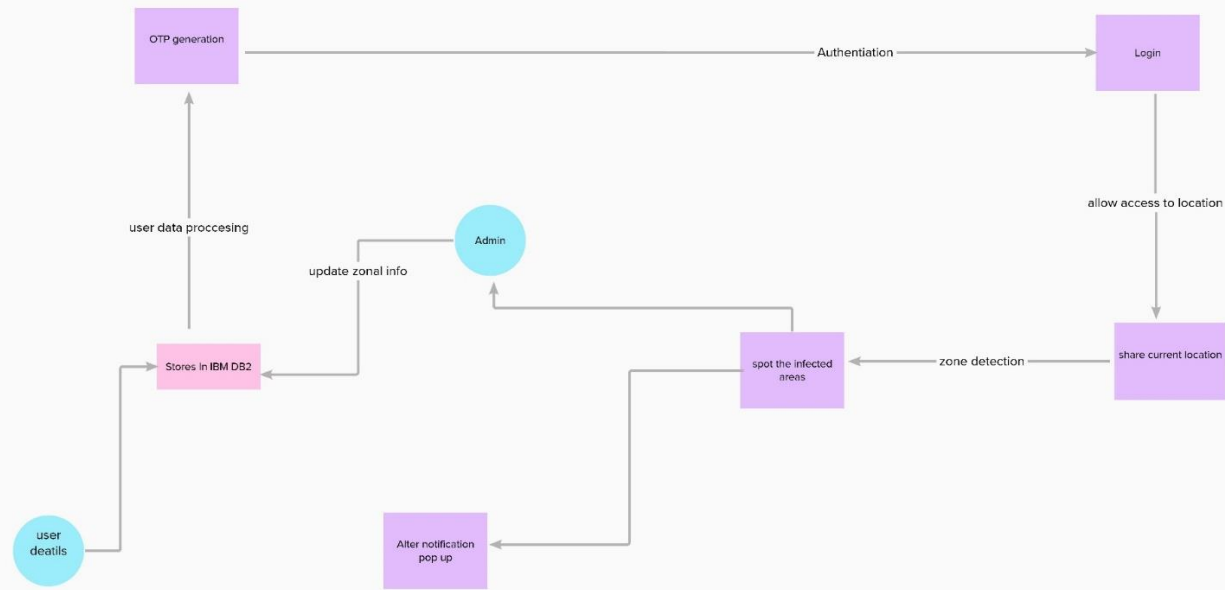 OTP generation
Authentiation
Login
user data proccesing
allow access to location
Admin
update zonal info
Stores In IBM DB2
spot the infected
areas
zone detection
share current location
user
deatils
Alter notification
pop up